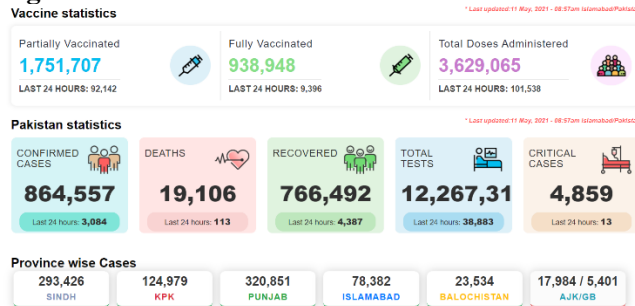 Vaccine statistics
* Last updated:11 May, 2021 - 08:57am Islamabad/Pakista
Partially Vaccinated
1,751,707
LAST 24 HOURS: 92,142
Fully Vaccinated
938,948
LAST 24 HOURS: 9,396
Total Doses Administered
3,629,065
LAST 24 HOURS: 101,538
Pakistan statistics
* Last updated:11 May, 2021 - 08:57am Islamabad/Pakista
CONFIRMED
CASES
864,557
Last 24 hours: 3,084
DEATHS
19,106
Last 24 hours: 113
RECOVERED
766,492
Last 24 hours: 4,387
TOTAL
TESTS
12,267,31
Last 24 hours: 38,883
CRITICAL
CASES
4,859
Last 24 hours: 13
Province wise Cases
293,426
SINDH
124,979
KPK
320,851
PUNJAB
78,382
ISLAMABAD
23,534
BALOCHISTAN
17,984 / 5,401
AJK/GB